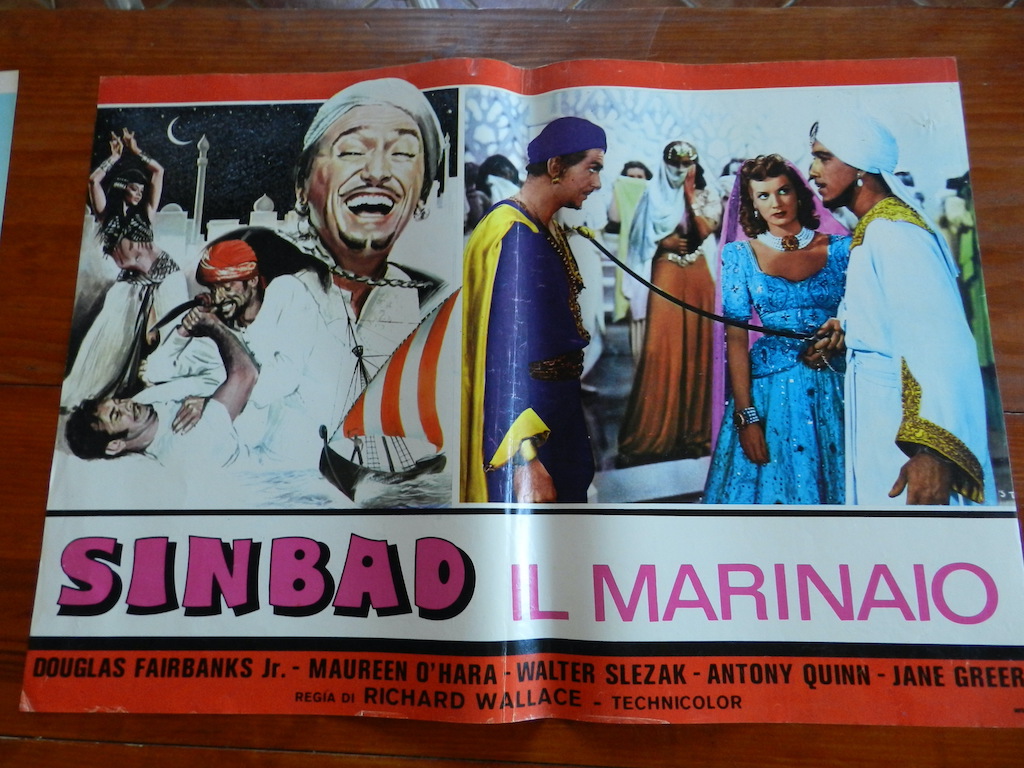 SINBAD IL MARINAIO
DOUGLAS FAIRBANKS Jr. - MAUREEN O'HARA - WALTER SLEZAK - ANTONY QUINN - JANE GREER
REGIA DI RICHARD WALLACE - TECHNICOLOR